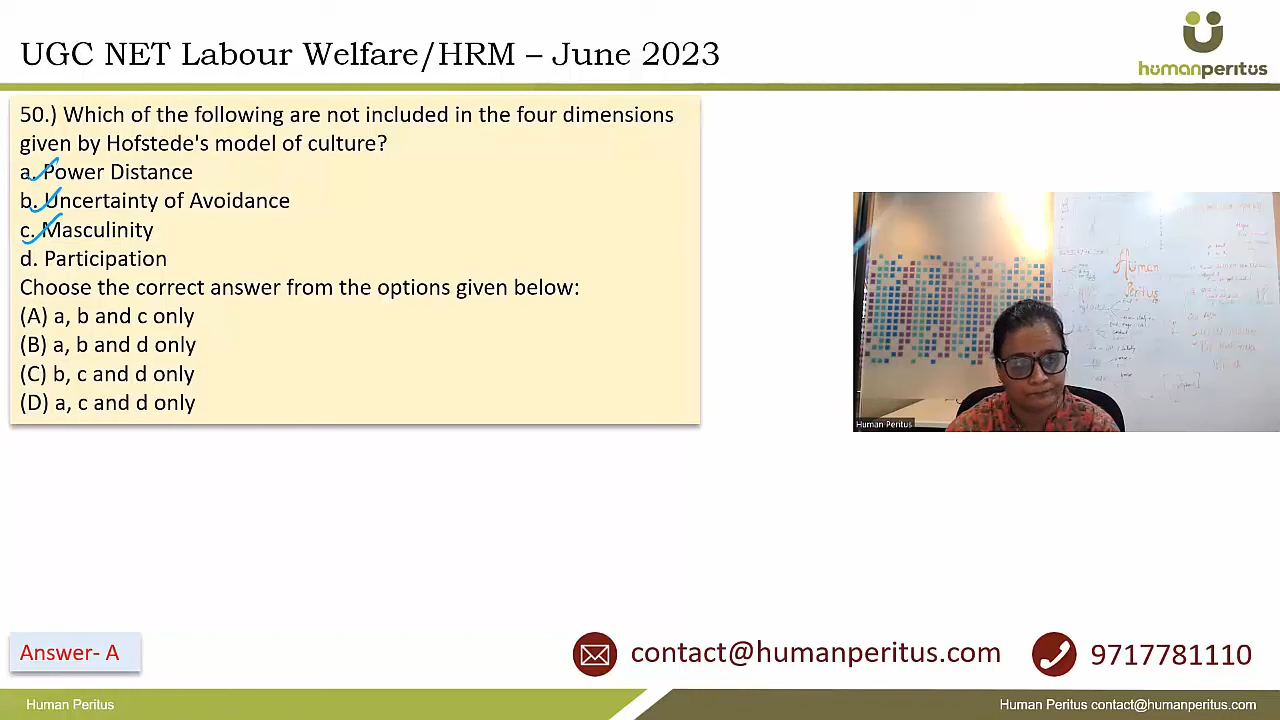 UGC NET Labour Welfare/HRM – June 2023
humanperitus
50.) Which of the following are not included in the four dimensions
given by Hofstede's model of culture?
a. Power Distance
b. Uncertainty of Avoidance
c. Masculinity
d. Participation
Choose the correct answer from the options given below:
(A) a, b and c only
(B) a, b and d only
(C) b, c and d only
(D) a, c and d only
Human
Peritus
Human Peritus
Answer- A
contact@humanperitus.com
9717781110
Human Peritus
Human Peritus contact@humanperitus.com